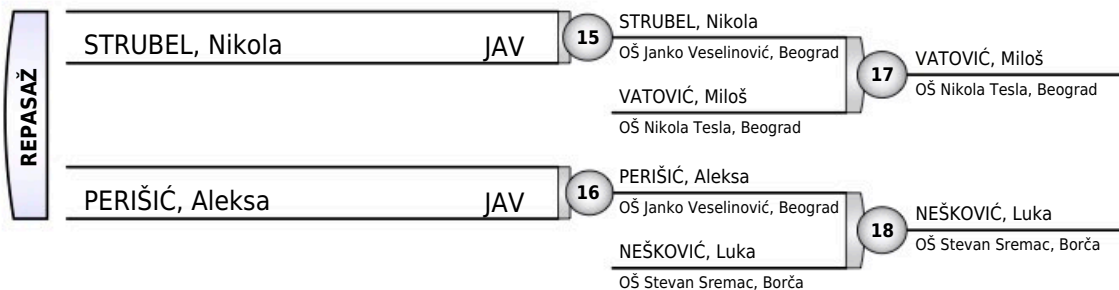 REPASAŽ
STRUBEL, Nikola JAV
15
STRUBEL, Nikola
OŠ Janko Veselinović, Beograd
VATOVIĆ, Miloš
OŠ Nikola Tesla, Beograd
17
VATOVIĆ, Miloš
OŠ Nikola Tesla, Beograd
PERIŠIĆ, Aleksa JAV
16
PERIŠIĆ, Aleksa
OŠ Janko Veselinović, Beograd
NEŠKOVIĆ, Luka
OŠ Stevan Sremac, Borča
18
NEŠKOVIĆ, Luka
OŠ Stevan Sremac, Borča